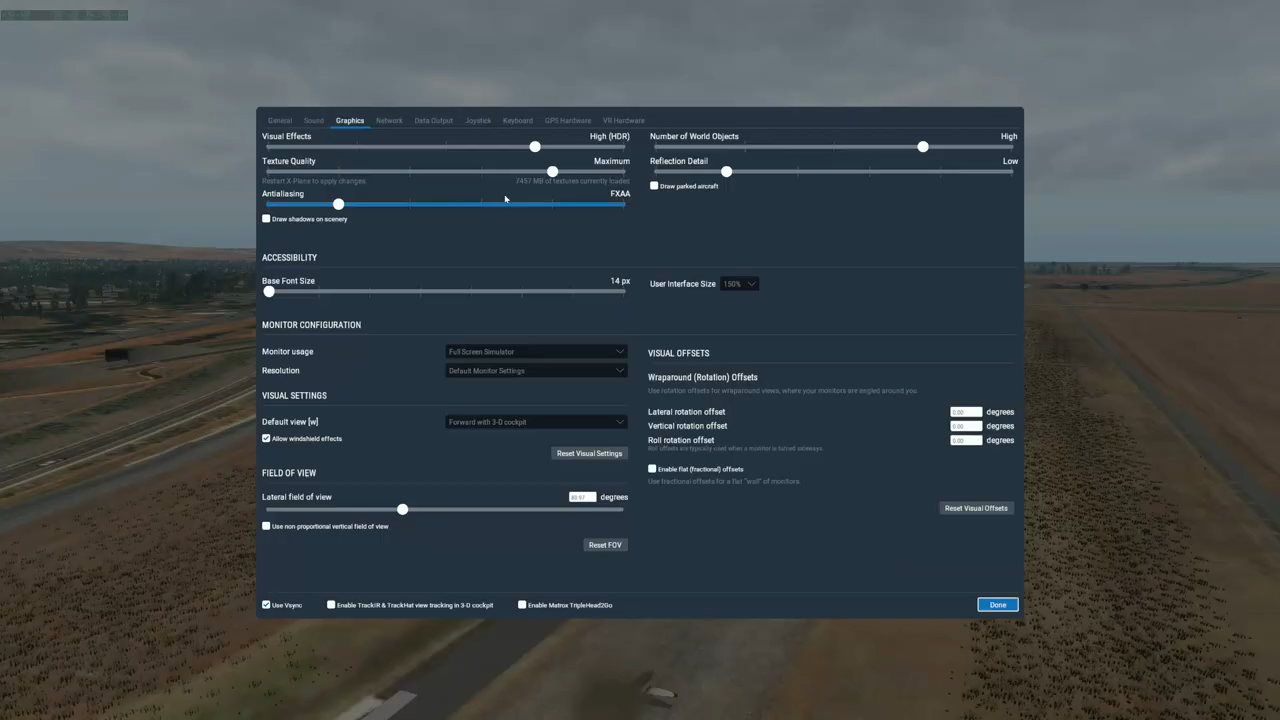 General Sound Graphics Network Data Output Joystick Keyboard GPS Hardware VR Hardware
Visual Effects High (HDR)
Number of World Objects High
Texture Quality Maximum
Reflection Detail Low
Restart X-Plane to apply changes. 7457 MB of textures currently loaded
Draw parked aircraft
Antialiasing FXAA
Draw shadows on scenery
ACCESSIBILITY
Base Font Size 14 px
User Interface Size 150%
MONITOR CONFIGURATION
Monitor usage Full Screen Simulator
Resolution Default Monitor Settings
VISUAL SETTINGS
Default view [w] Forward with 3-D cockpit
Allow windshield effects
Reset Visual Settings
FIELD OF VIEW
Lateral field of view degrees
Use non proportional vertical field of view
Reset FOV
VISUAL OFFSETS
Wraparound (Rotation) Offsets
Use rotation offsets for wraparound views, where your monitors are angled around you.
Lateral rotation offset 0.00 degrees
Vertical rotation offset 0.00 degrees
Roll rotation offset 0.00 degrees
Roll offsets are typically used when a monitor is turned sideways.
Enable flat (fractional) offsets
Use fractional offsets for a flat "wall" of monitors
Reset Visual Offsets
Use Vsync Enable TrackIR & TrackHat view tracking in 3-D cockpit Enable Matrox TripleHead2Go
Done